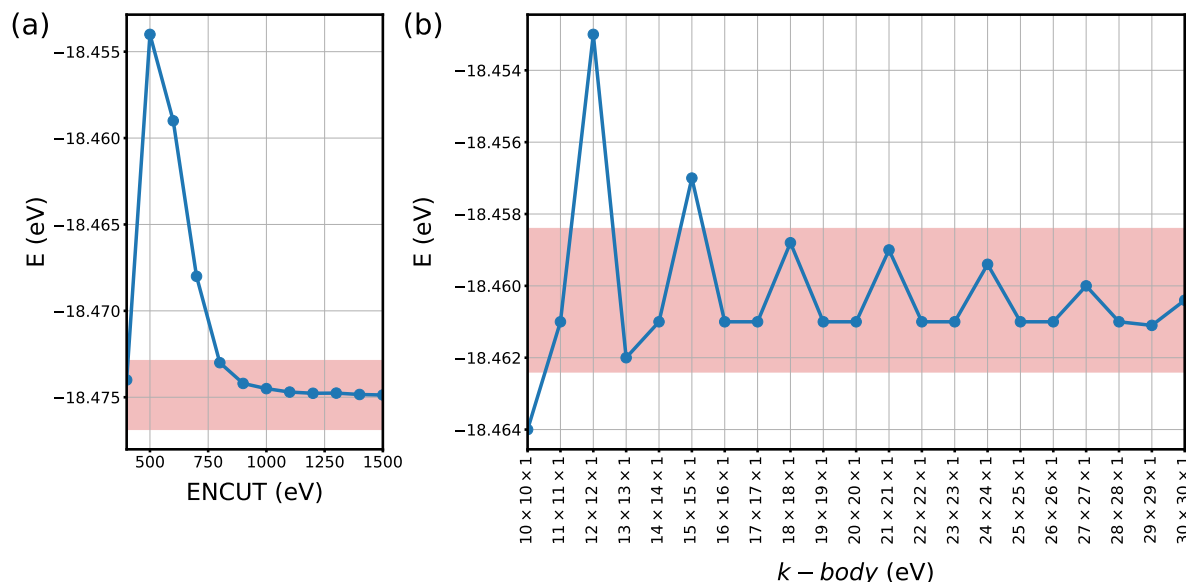 (a)
E (eV)
−18.455
−18.460
−18.465
−18.470
−18.475
500 750 1000 1250 1500
ENCUT (eV)
(b)
E (eV)
−18.454
−18.456
−18.458
−18.460
−18.462
−18.464
10 × 10 × 1
11 × 11 × 1
12 × 12 × 1
13 × 13 × 1
14 × 14 × 1
15 × 15 × 1
16 × 16 × 1
17 × 17 × 1
18 × 18 × 1
19 × 19 × 1
20 × 20 × 1
21 × 21 × 1
22 × 22 × 1
23 × 23 × 1
24 × 24 × 1
25 × 25 × 1
26 × 26 × 1
27 × 27 × 1
28 × 28 × 1
29 × 29 × 1
30 × 30 × 1
k − body (eV)